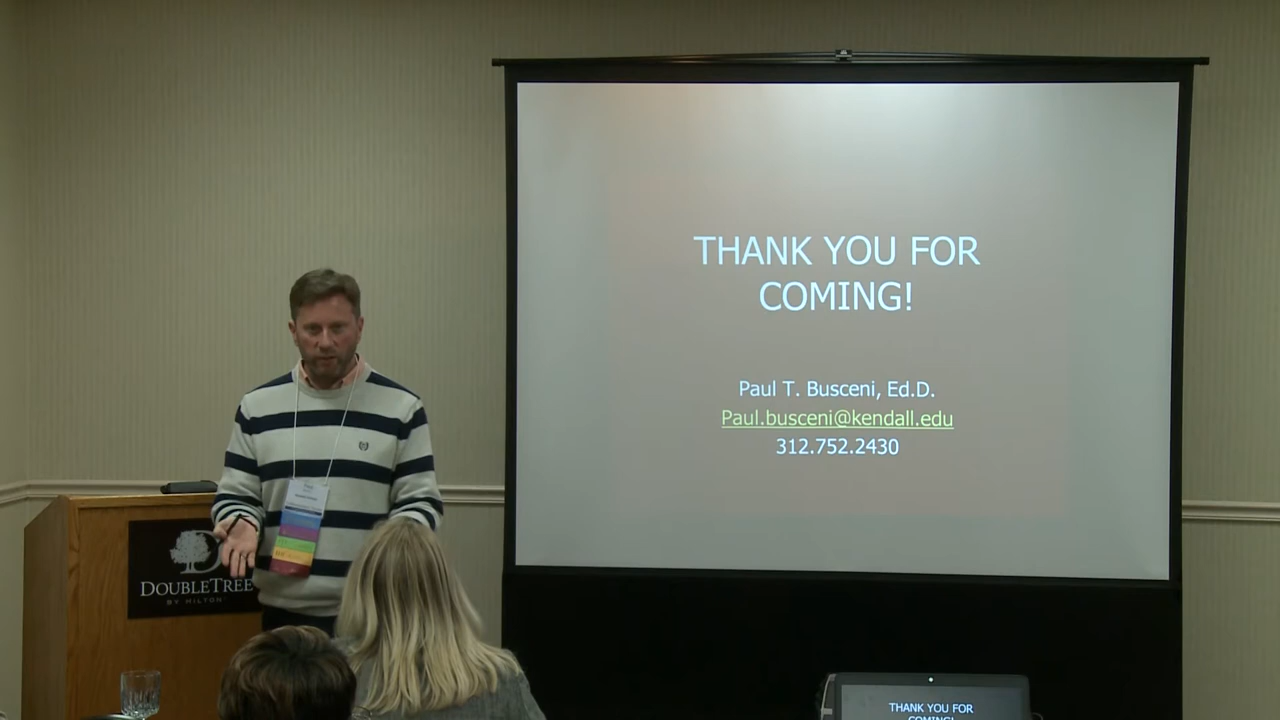 THANK YOU FOR
COMING!
Paul T. Busceni, Ed.D.
Paul.busceni@kendall.edu
312.752.2430
DOUBLETREE
BY HILTON
THANK YOU FOR
COMING!